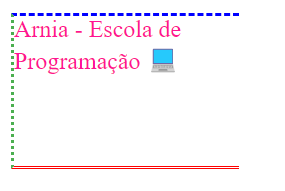 Arnia - Escola de
Programação 💻